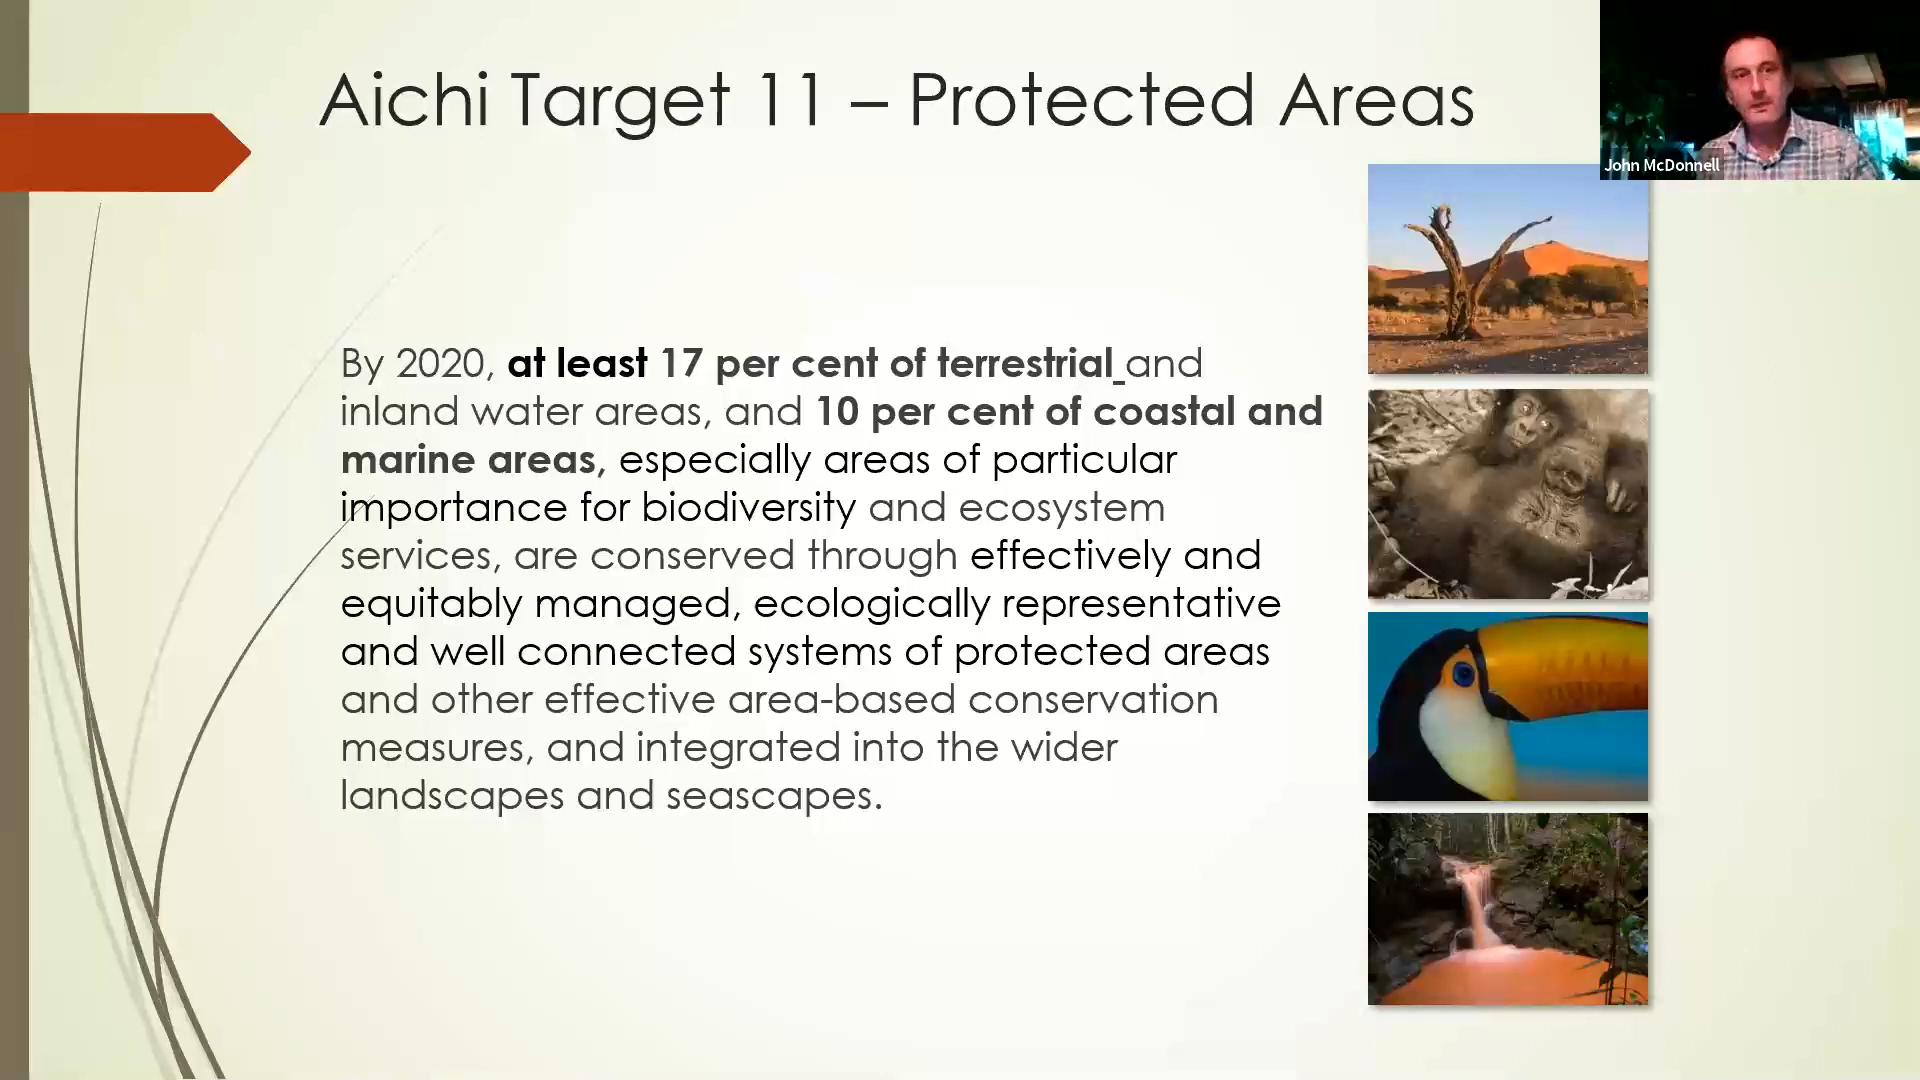 Aichi Target 11 – Protected Areas
John McDonnell
By 2020, at least 17 per cent of terrestrial and
inland water areas, and 10 per cent of coastal and
marine areas, especially areas of particular
importance for biodiversity and ecosystem
services, are conserved through effectively and
equitably managed, ecologically representative
and well connected systems of protected areas
and other effective area-based conservation
measures, and integrated into the wider
landscapes and seascapes.